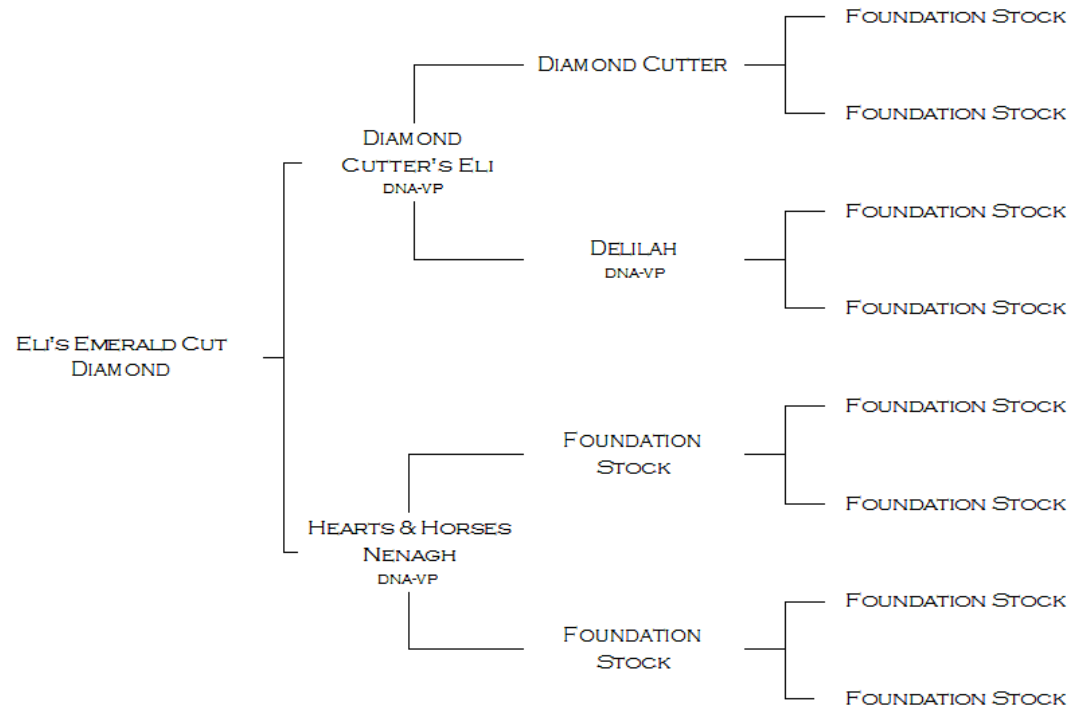 Foundation Stock
Diamond Cutter
Foundation Stock
Diamond
Cutter's Eli
DNA-VP
Foundation Stock
Delilah
DNA-VP
Foundation Stock
Eli's Emerald Cut
Diamond
Foundation Stock
Foundation
Stock
Foundation Stock
Hearts & Horses
Nenagh
DNA-VP
Foundation Stock
Foundation
Stock
Foundation Stock